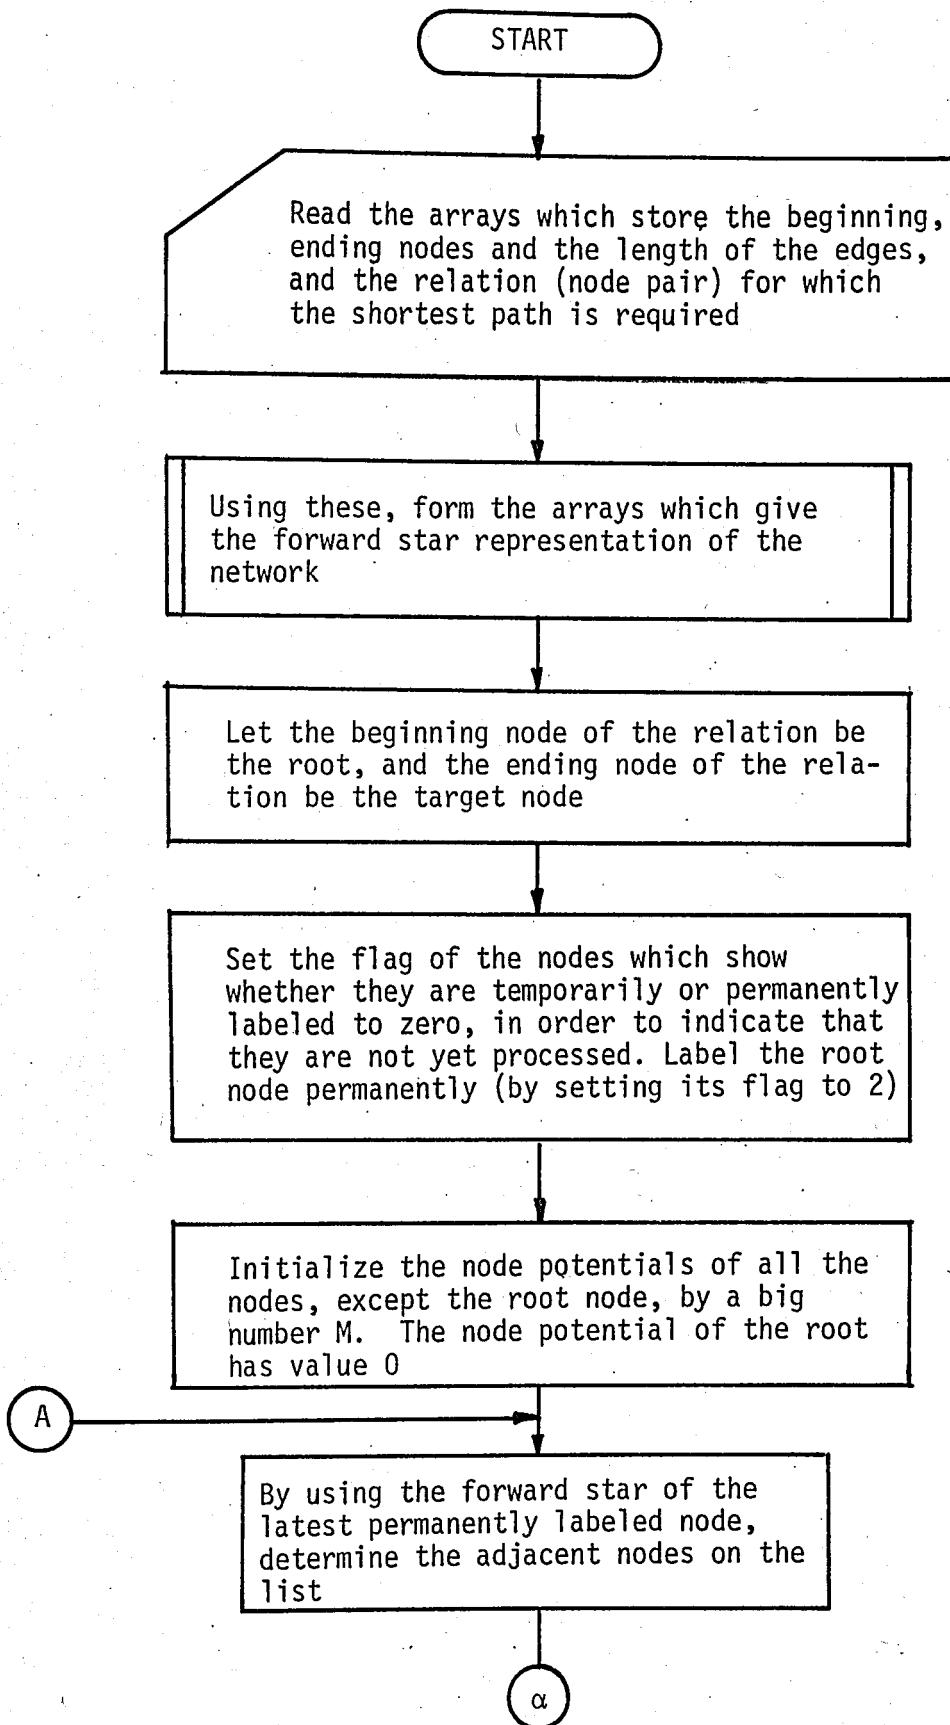 START
Read the arrays which store the beginning,
ending nodes and the length of the edges,
and the relation (node pair) for which
the shortest path is required
Using these, form the arrays which give
the forward star representation of the
network
Let the beginning node of the relation be
the root, and the ending node of the rela-
tion be the target node
Set the flag of the nodes which show
whether they are temporarily or permanently
labeled to zero, in order to indicate that
they are not yet processed. Label the root
node permanently (by setting its flag to 2)
Initialize the node potentials of all the
nodes, except the root node, by a big
number M. The node potential of the root
has value 0
A
By using the forward star of the
latest permanently labeled node,
determine the adjacent nodes on the
list
α